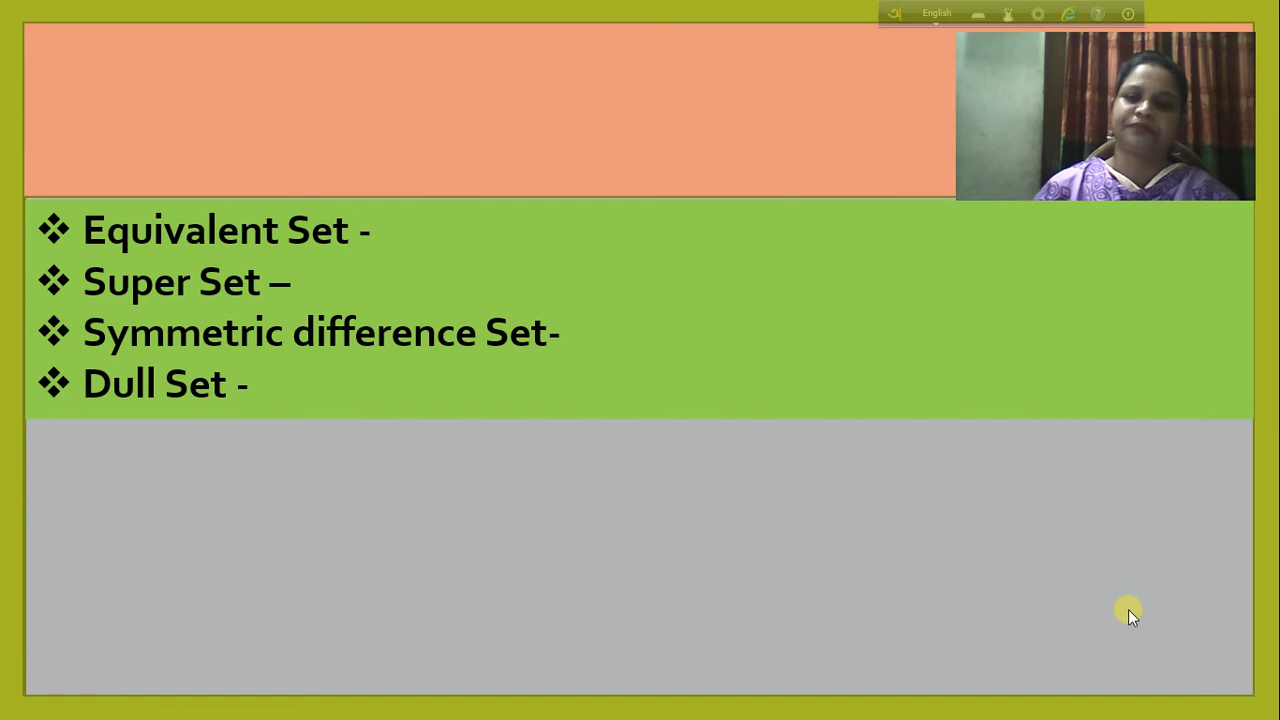 অ English
❖ Equivalent Set -
❖ Super Set –
❖ Symmetric difference Set-
❖ Dull Set -